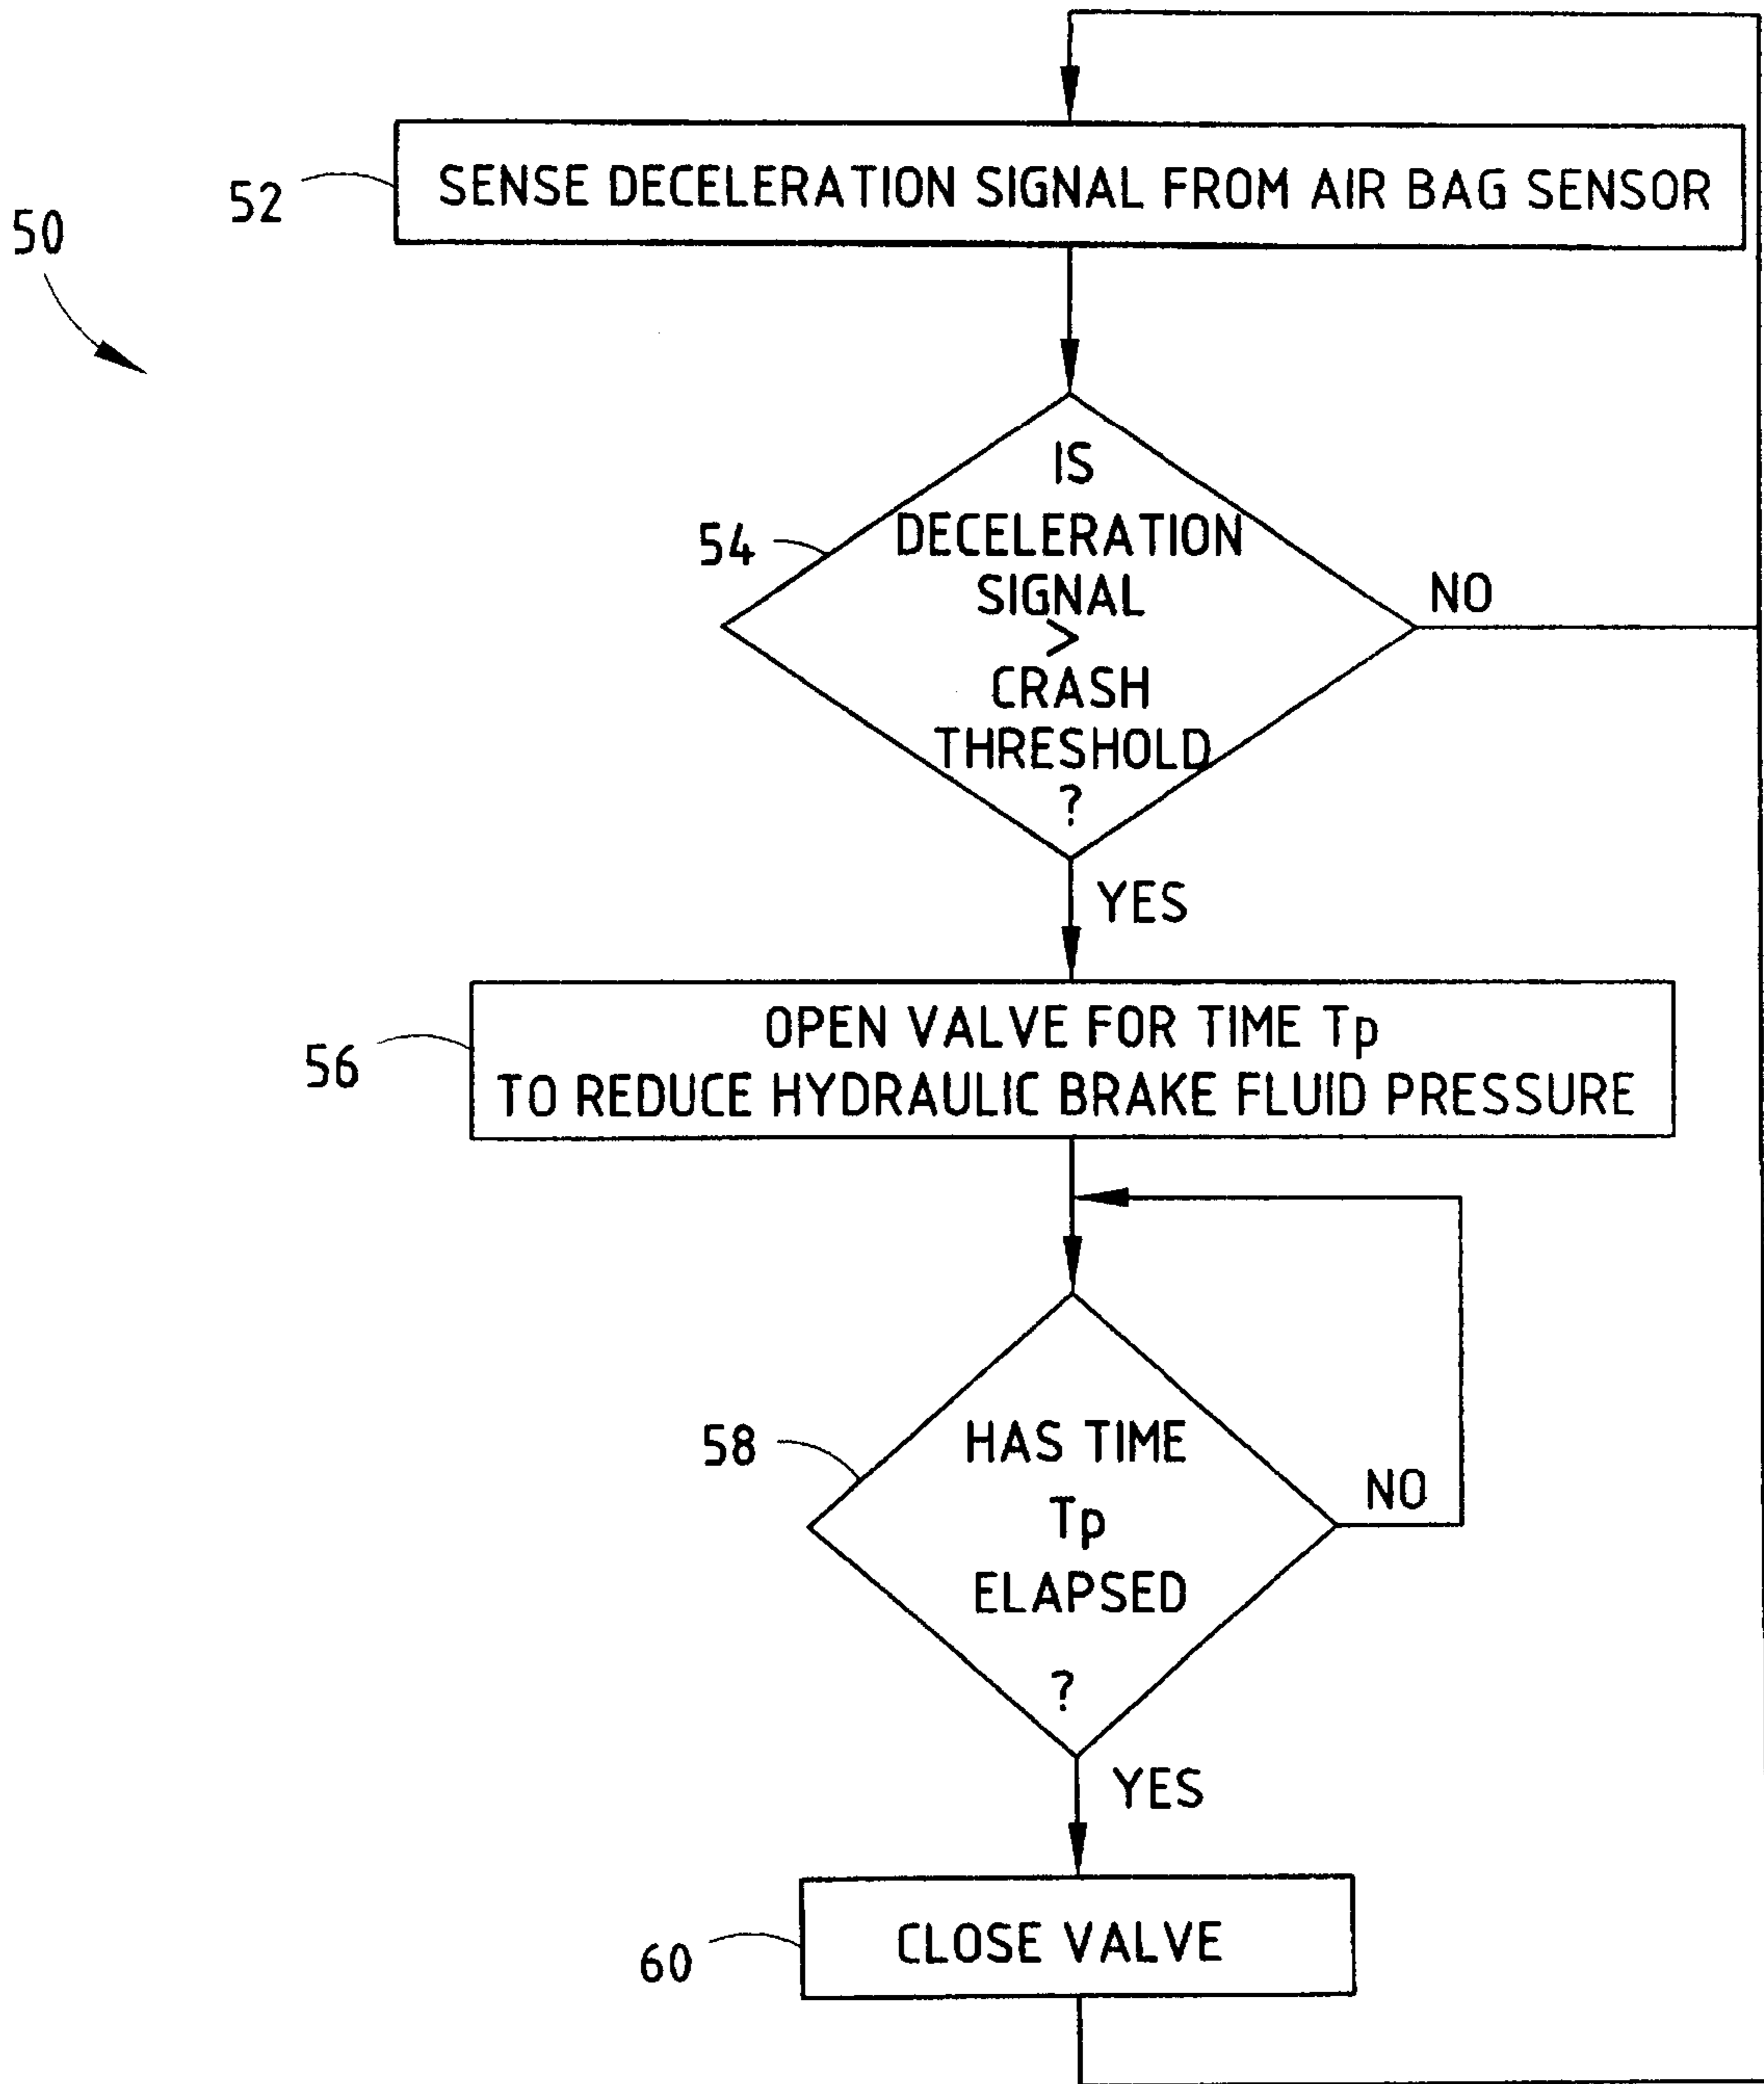 50
52
SENSE DECELERATION SIGNAL FROM AIR BAG SENSOR
54
IS
DECELERATION
SIGNAL
>
CRASH
THRESHOLD
?
NO
YES
56
OPEN VALVE FOR TIME Tp
TO REDUCE HYDRAULIC BRAKE FLUID PRESSURE
58
HAS TIME
Tp
ELAPSED
?
NO
YES
60
CLOSE VALVE